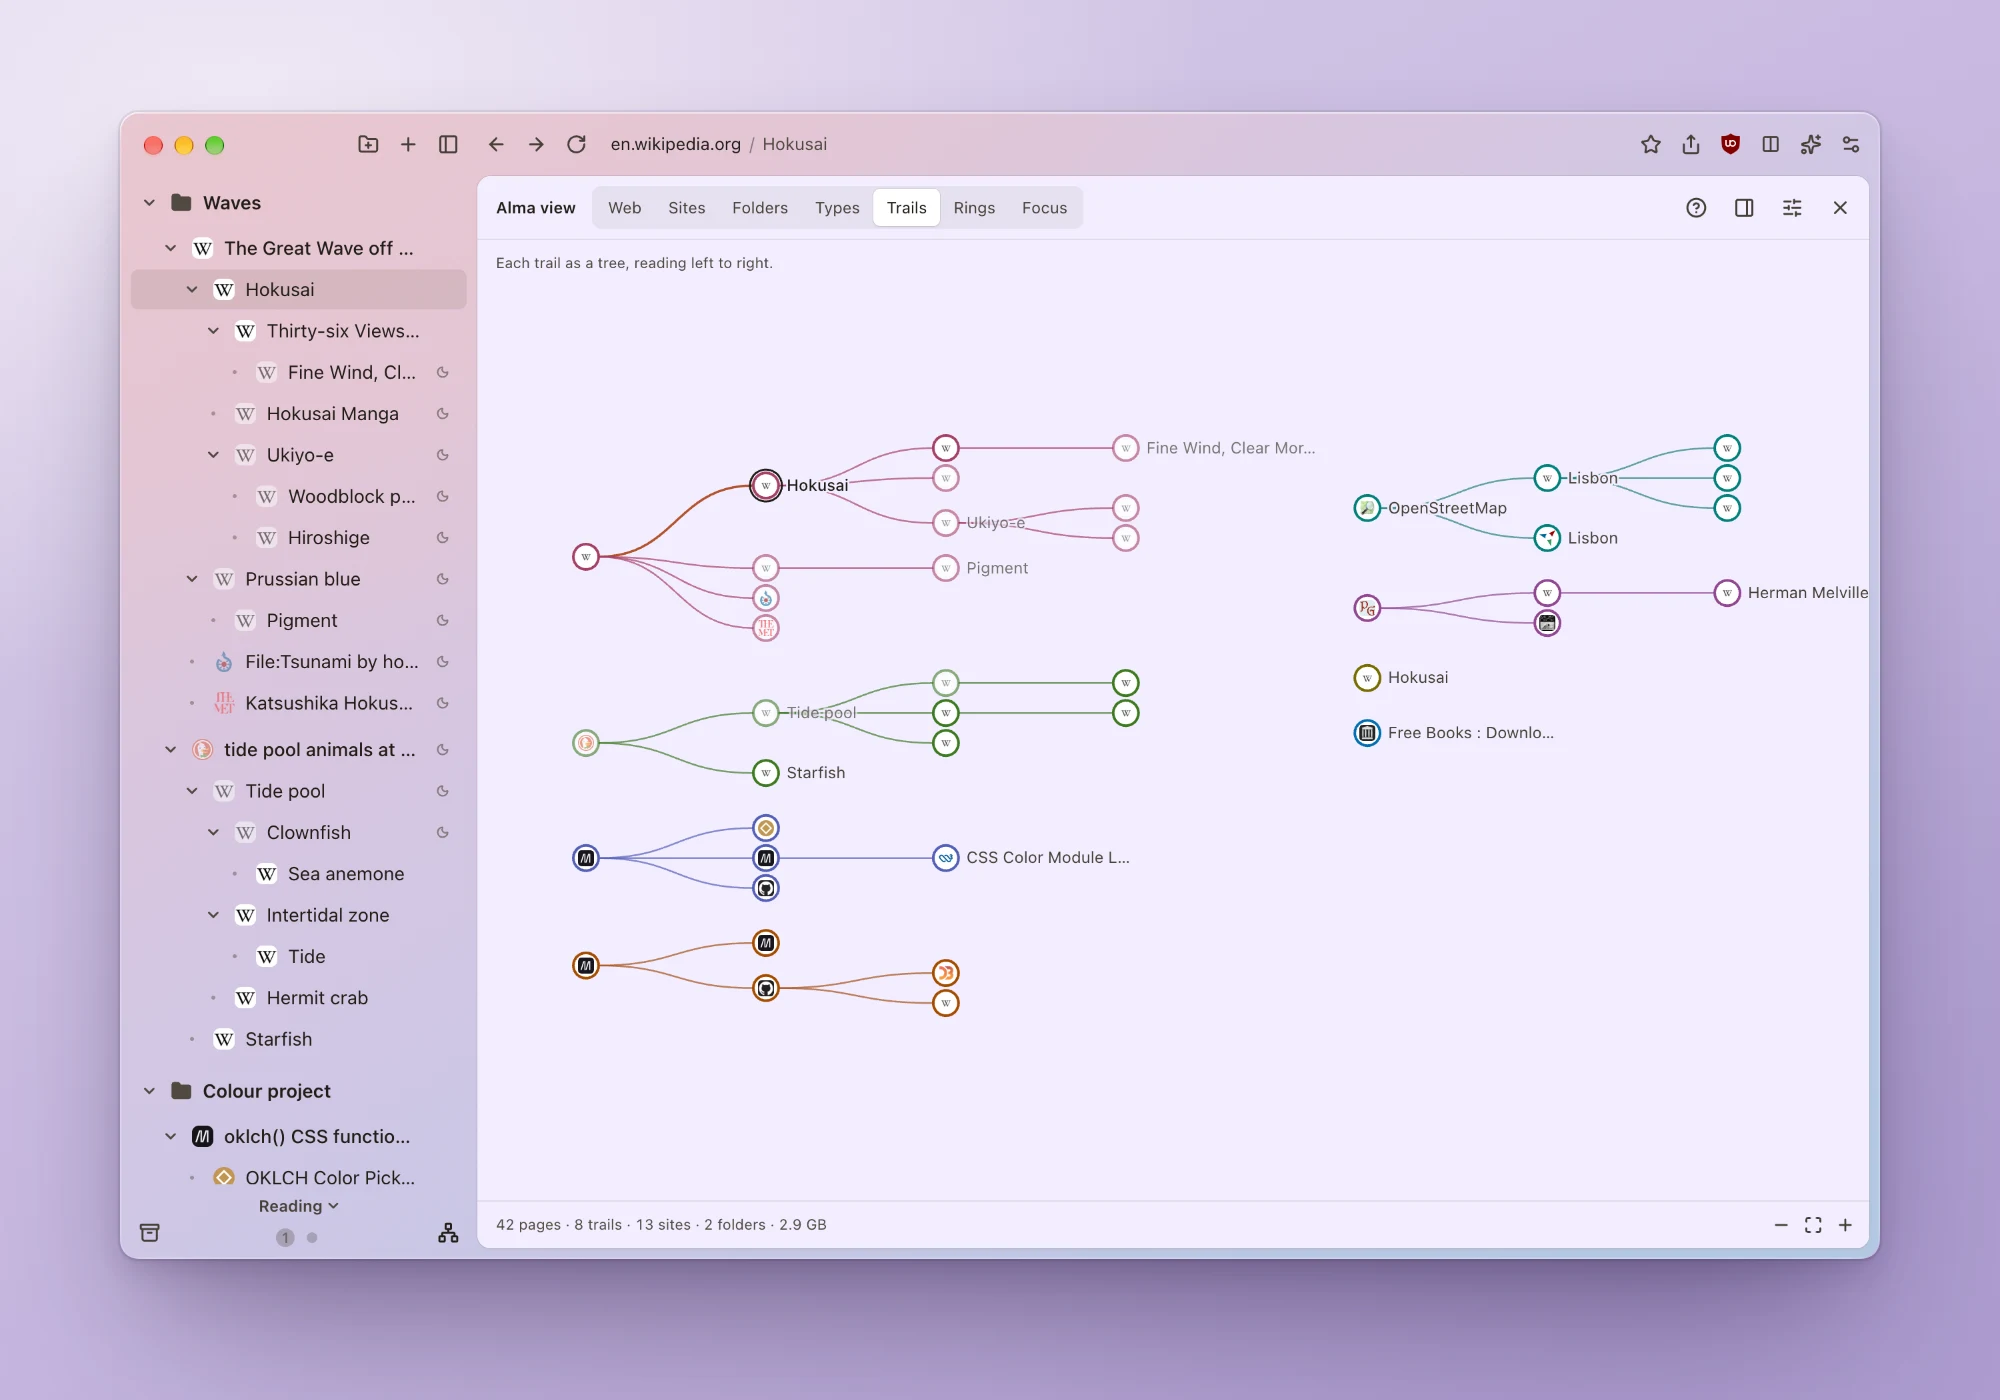 en.wikipedia.org / Hokusai
Waves
The Great Wave off ...
Hokusai
Thirty-six Views...
Fine Wind, Cl...
Hokusai Manga
Ukiyo-e
Woodblock p...
Hiroshige
Prussian blue
Pigment
File:Tsunami by ho...
Katsushika Hokus...
tide pool animals at ...
Tide pool
Clownfish
Sea anemone
Intertidal zone
Tide
Hermit crab
Starfish
Colour project
oklch() CSS functio...
OKLCH Color Pick...
Reading
1
Alma view
Web Sites Folders Types Trails Rings Focus
Each trail as a tree, reading left to right.
Hokusai
Fine Wind, Clear Mor...
Ukiyo-e
Pigment
THE MET
Tide pool
Starfish
CSS Color Module L...
OpenStreetMap
Lisbon
Lisbon
Herman Melville
Hokusai
Free Books : Downlo...
42 pages · 8 trails · 13 sites · 2 folders · 2.9 GB